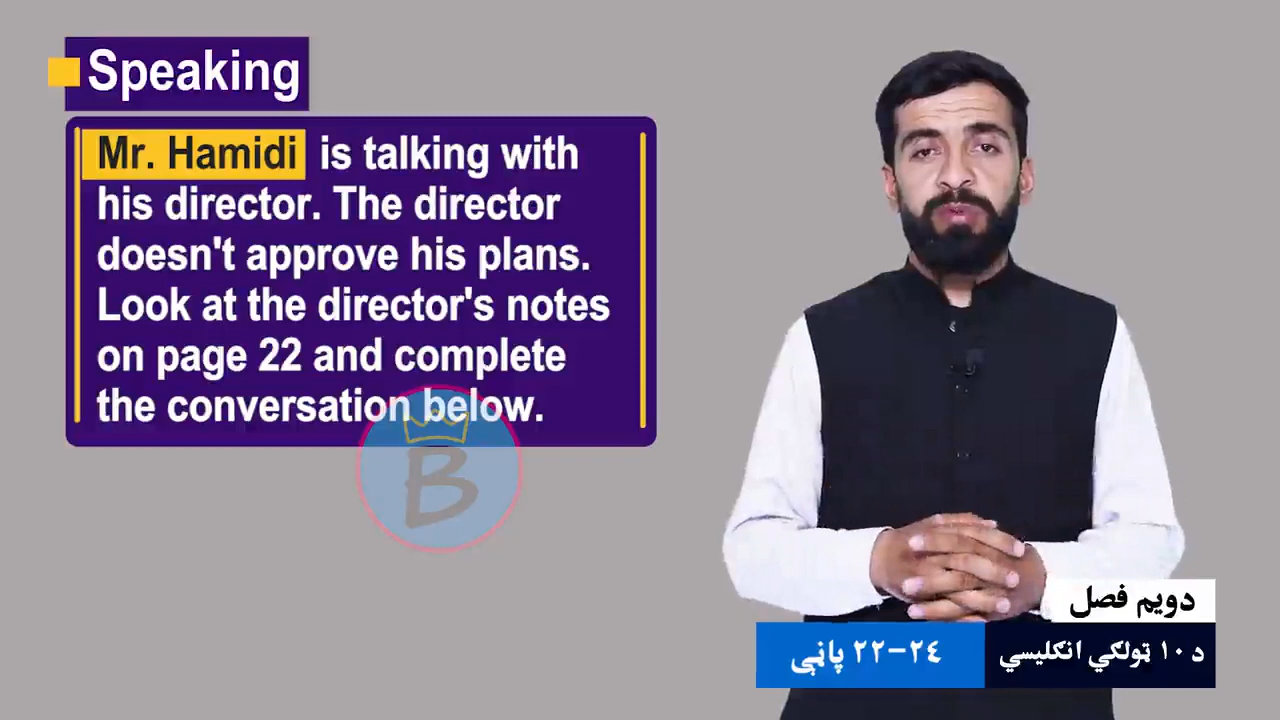 Speaking
Mr. Hamidi is talking with
his director. The director
doesn't approve his plans.
Look at the director's notes
on page 22 and complete
the conversation below.
B
دویم فصل
د ۱۰ ټولګي انګلیسي
۲۲-۲٤ پاڼې